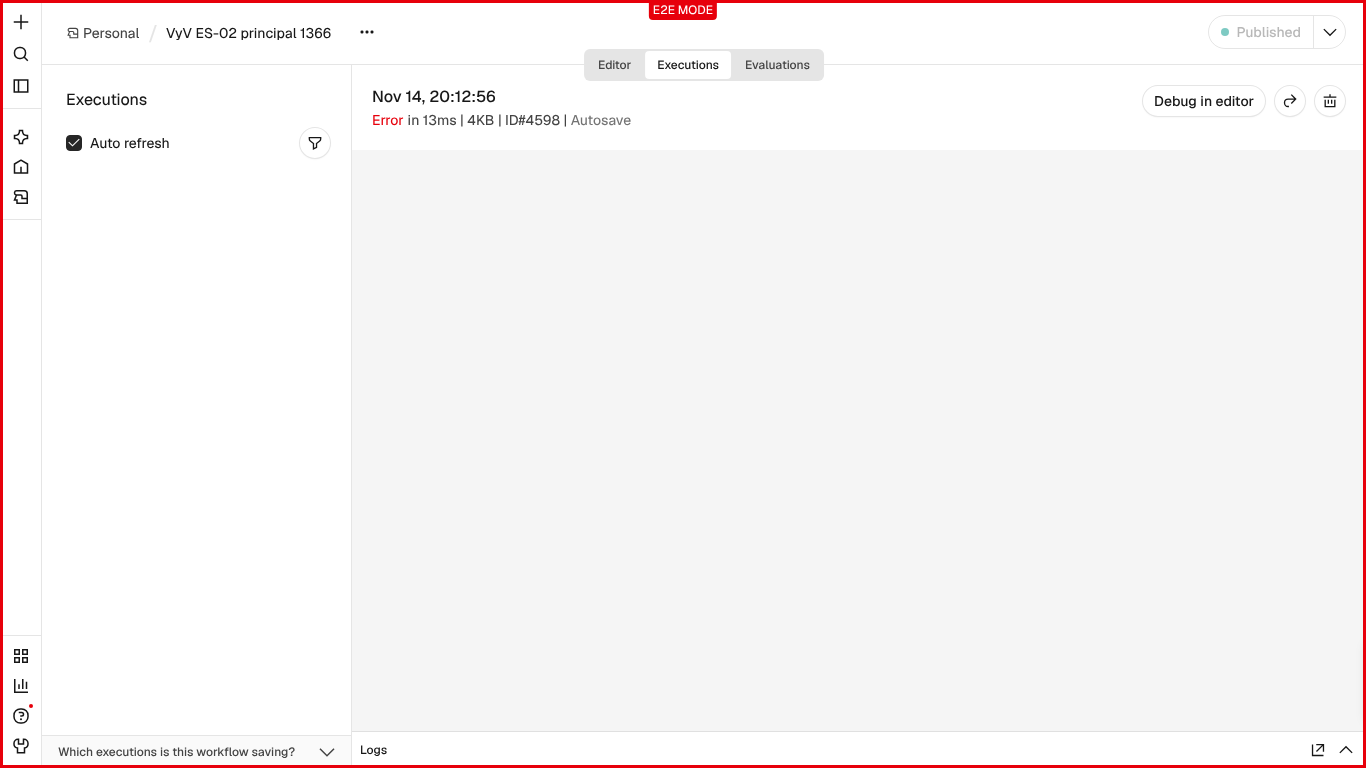 E2E MODE
Personal / VyV ES-02 principal 1366
Published
Editor
Executions
Evaluations
Executions
Auto refresh
Nov 14, 20:12:56
Error in 13ms | 4KB | ID#4598 | Autosave
Debug in editor
Which executions is this workflow saving?
Logs